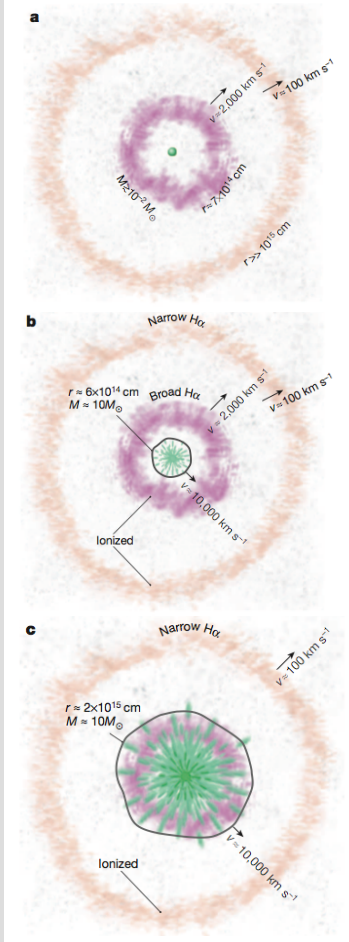 a
v≈2,000 km s⁻¹
v≈100 km s⁻¹
M≳10⁻² M☉
r≈7×10¹⁴ cm
r>> 10¹⁵ cm
b
Narrow Hα
r ≈ 6×10¹⁴ cm
M ≈ 10M☉
Broad Hα
v ≈ 2,000 km s⁻¹
v≈100 km s⁻¹
v≈10,000 km s⁻¹
Ionized
c
Narrow Hα
v≈100 km s⁻¹
r ≈ 2×10¹⁵ cm
M ≈ 10M☉
v≈10,000 km s⁻¹
Ionized